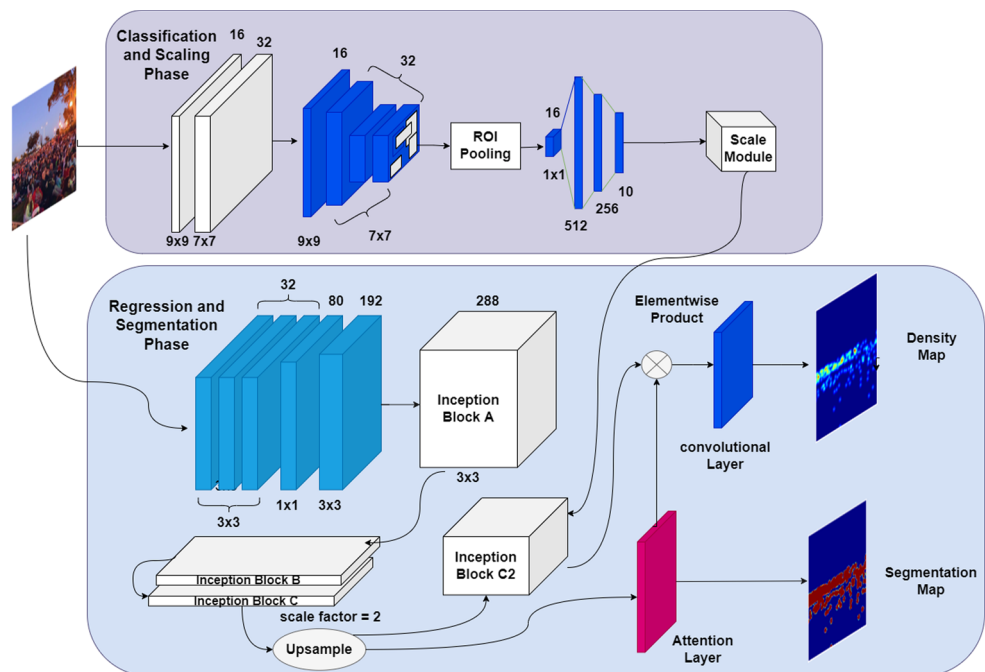 Classification
and Scaling
Phase
16
32
9x9
7x7
16
32
9x9
7x7
ROI
Pooling
16
1x1
512
256
10
Scale
Module
Regression and
Segmentation
Phase
32
80
192
3x3
1x1
3x3
288
Inception
Block A
3x3
Elementwise
Product
convolutional
Layer
Density
Map
Inception Block B
Inception Block C
scale factor = 2
Upsample
Inception
Block C2
Attention
Layer
Segmentation
Map